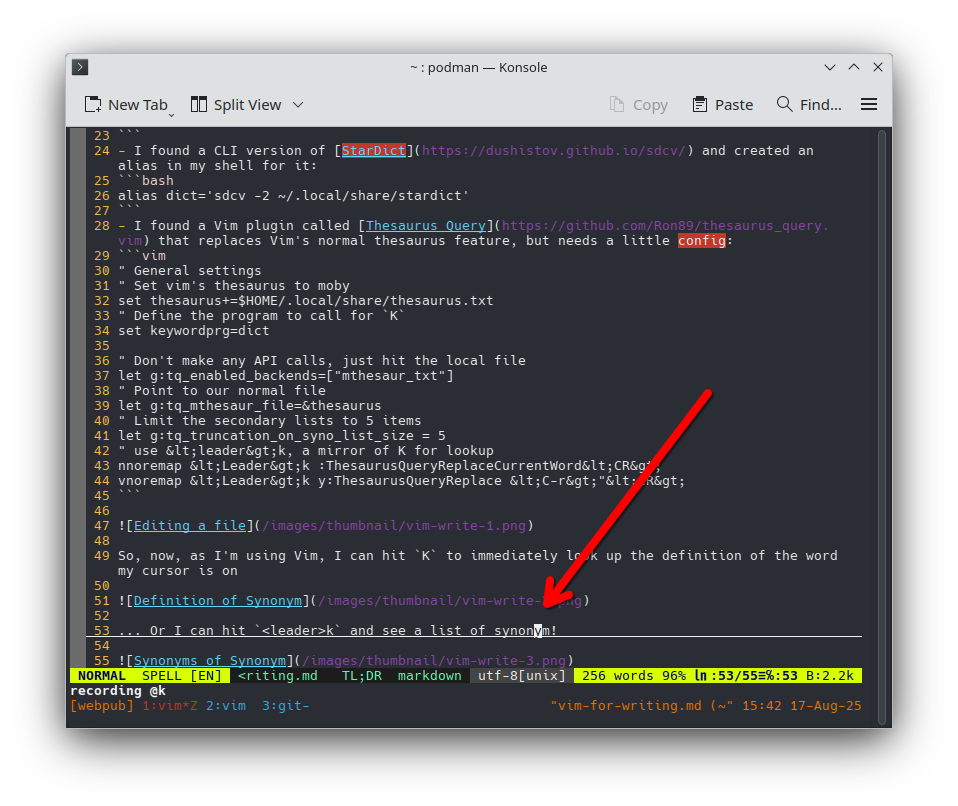 ~ : podman — Konsole
New Tab Split View Copy Paste Find...
23 ```
24 - I found a CLI version of [StarDict](https://dushistov.github.io/sdcv/) and created an
alias in my shell for it:
25 ```bash
26 alias dict='sdcv -2 ~/.local/share/stardict'
27 ```
28 - I found a Vim plugin called [Thesaurus Query](https://github.com/Ron89/thesaurus_query.
vim) that replaces Vim's normal thesaurus feature, but needs a little config:
29 ```vim
30 " General settings
31 " Set vim's thesaurus to moby
32 set thesaurus+=$HOME/.local/share/thesaurus.txt
33 " Define the program to call for `K`
34 set keywordprg=dict
35
36 " Don't make any API calls, just hit the local file
37 let g:tq_enabled_backends=["mthesaur_txt"]
38 " Point to our normal file
39 let g:tq_mthesaur_file=&thesaurus
40 " Limit the secondary lists to 5 items
41 let g:tq_truncation_on_syno_list_size = 5
42 " use &lt;leader&gt;k, a mirror of K for lookup
43 nnoremap &lt;Leader&gt;k :ThesaurusQueryReplaceCurrentWord&lt;CR&gt;
44 vnoremap &lt;Leader&gt;k y:ThesaurusQueryReplace &lt;C-r&gt;"&lt;CR&gt;
45 ```
46
47 ![Editing a file](/images/thumbnail/vim-write-1.png)
48
49 So, now, as I'm using Vim, I can hit `K` to immediately look up the definition of the word
my cursor is on
50
51 ![Definition of Synonym](/images/thumbnail/vim-write-
52
53 ... Or I can hit `<leader>k` and see a list of synonym!
54
55 ![Synonyms of Synonym](/images/thumbnail/vim-write-3.png)
NORMAL SPELL [EN] <riting.md TL;DR markdown utf-8[unix] 256 words 96% ln :53/55≡%:53 B:2.2k
recording @k
[webpub] 1:vim*Z 2:vim 3:git- "vim-for-writing.md (~" 15:42 17-Aug-25